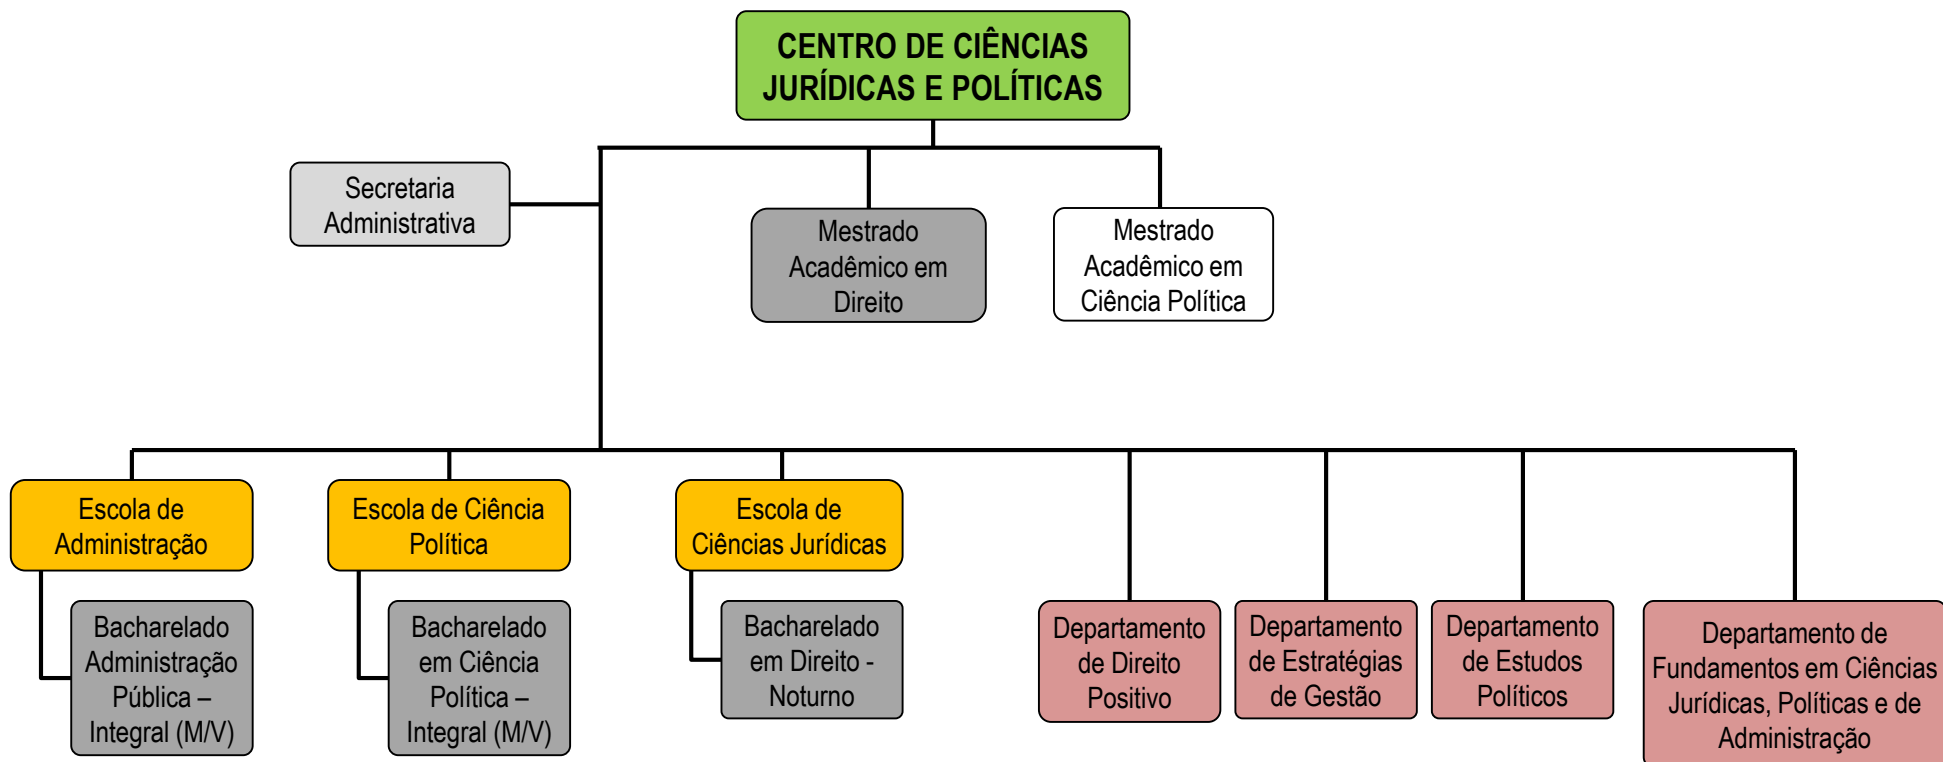 CENTRO DE CIÊNCIAS
JURÍDICAS E POLÍTICAS
Secretaria
Administrativa
Mestrado
Acadêmico em
Direito
Mestrado
Acadêmico em
Ciência Política
Escola de
Administração
Escola de Ciência
Política
Escola de
Ciências Jurídicas
Bacharelado
Administração
Pública –
Integral (M/V)
Bacharelado
em Ciência
Política –
Integral (M/V)
Bacharelado
em Direito -
Noturno
Departamento
de Direito
Positivo
Departamento
de Estratégias
de Gestão
Departamento
de Estudos
Políticos
Departamento de
Fundamentos em Ciências
Jurídicas, Políticas e de
Administração